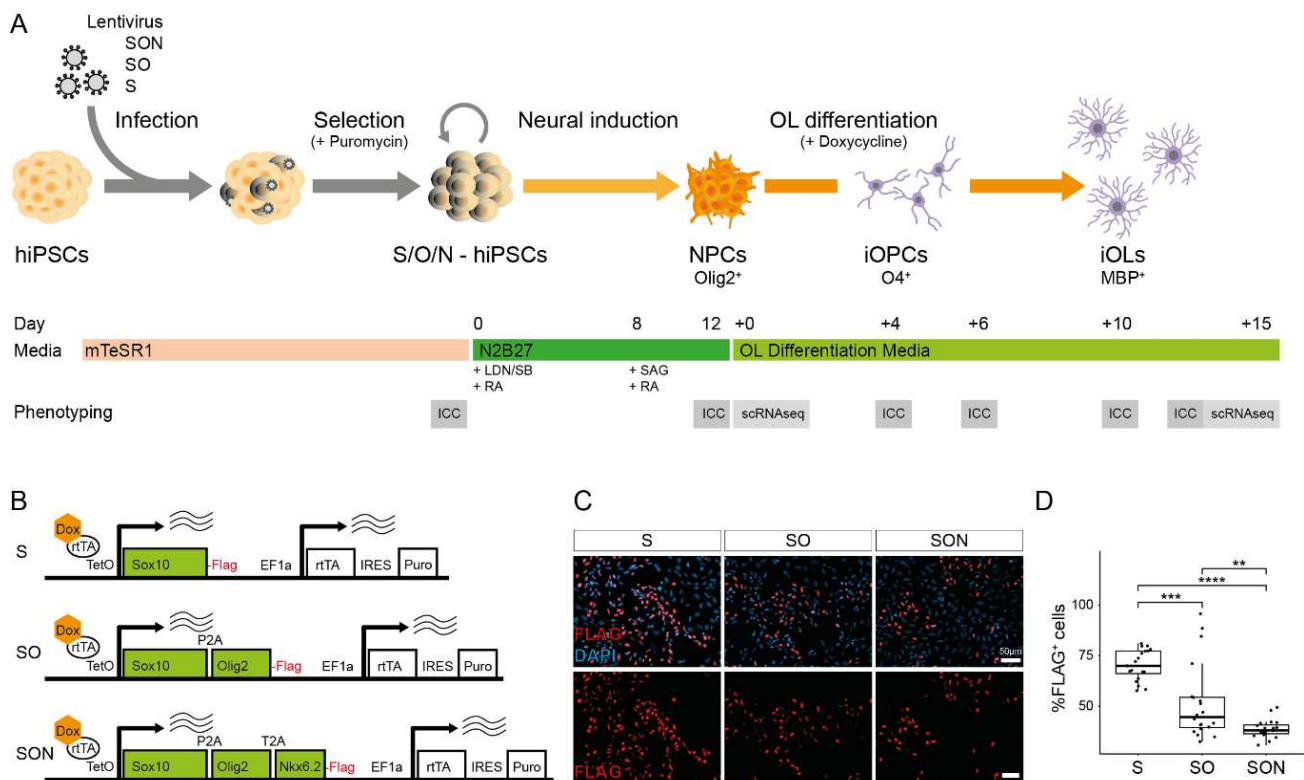 A
Lentivirus
SON
SO
S
Infection
Selection
(+ Puromycin)
Neural induction
OL differentiation
(+ Doxycycline)
hiPSCs
S/O/N - hiPSCs
NPCs
Olig2+
iOPCs
O4+
iOLs
MBP+
Day 0 8 12 +0 +4 +6 +10 +15
Media mTeSR1 N2B27 OL Differentiation Media
+ LDN/SB + SAG
+ RA + RA
Phenotyping ICC ICC scRNAseq ICC ICC ICC ICC scRNAseq
B
S
Dox
rtTA
TetO Sox10 -Flag EF1a rtTA IRES Puro
SO
Dox
rtTA
P2A
TetO Sox10 Olig2 -Flag EF1a rtTA IRES Puro
SON
Dox
rtTA
P2A T2A
TetO Sox10 Olig2 Nkx6.2 -Flag EF1a rtTA IRES Puro
C
S SO SON
FLAG
DAPI
50µm
FLAG
D
**
****
***
%FLAG+ cells
100
75
50
S SO SON